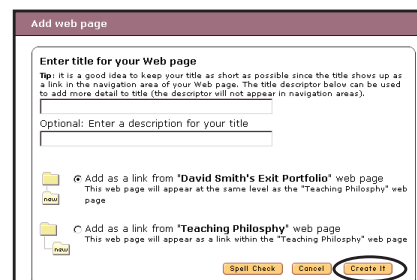 Add web page
Enter title for your Web page
Tip: it is a good idea to keep your title as short as possible since the title shows up as
a link in the navigation area of your Web page. The title descriptor below can be used
to add more detail to title (the descriptor will not appear in navigation areas).
Optional: Enter a description for your title
new
Add as a link from "David Smith's Exit Portfolio" web page
This web page will appear at the same level as the "Teaching Philosphy" web
page
new
Add as a link from "Teaching Philosphy" web page
This web page will appear as a link within the "Teaching Philosphy" web page
Spell Check Cancel Create It